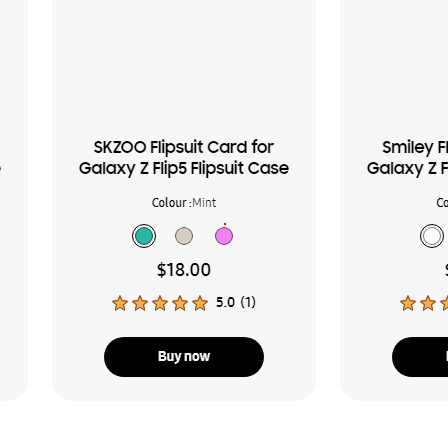 SKZOO Flipsuit Card for
Galaxy Z Flip5 Flipsuit Case
Colour :Mint
$18.00
5.0 (1)
Buy now
Smiley
Galaxy Z